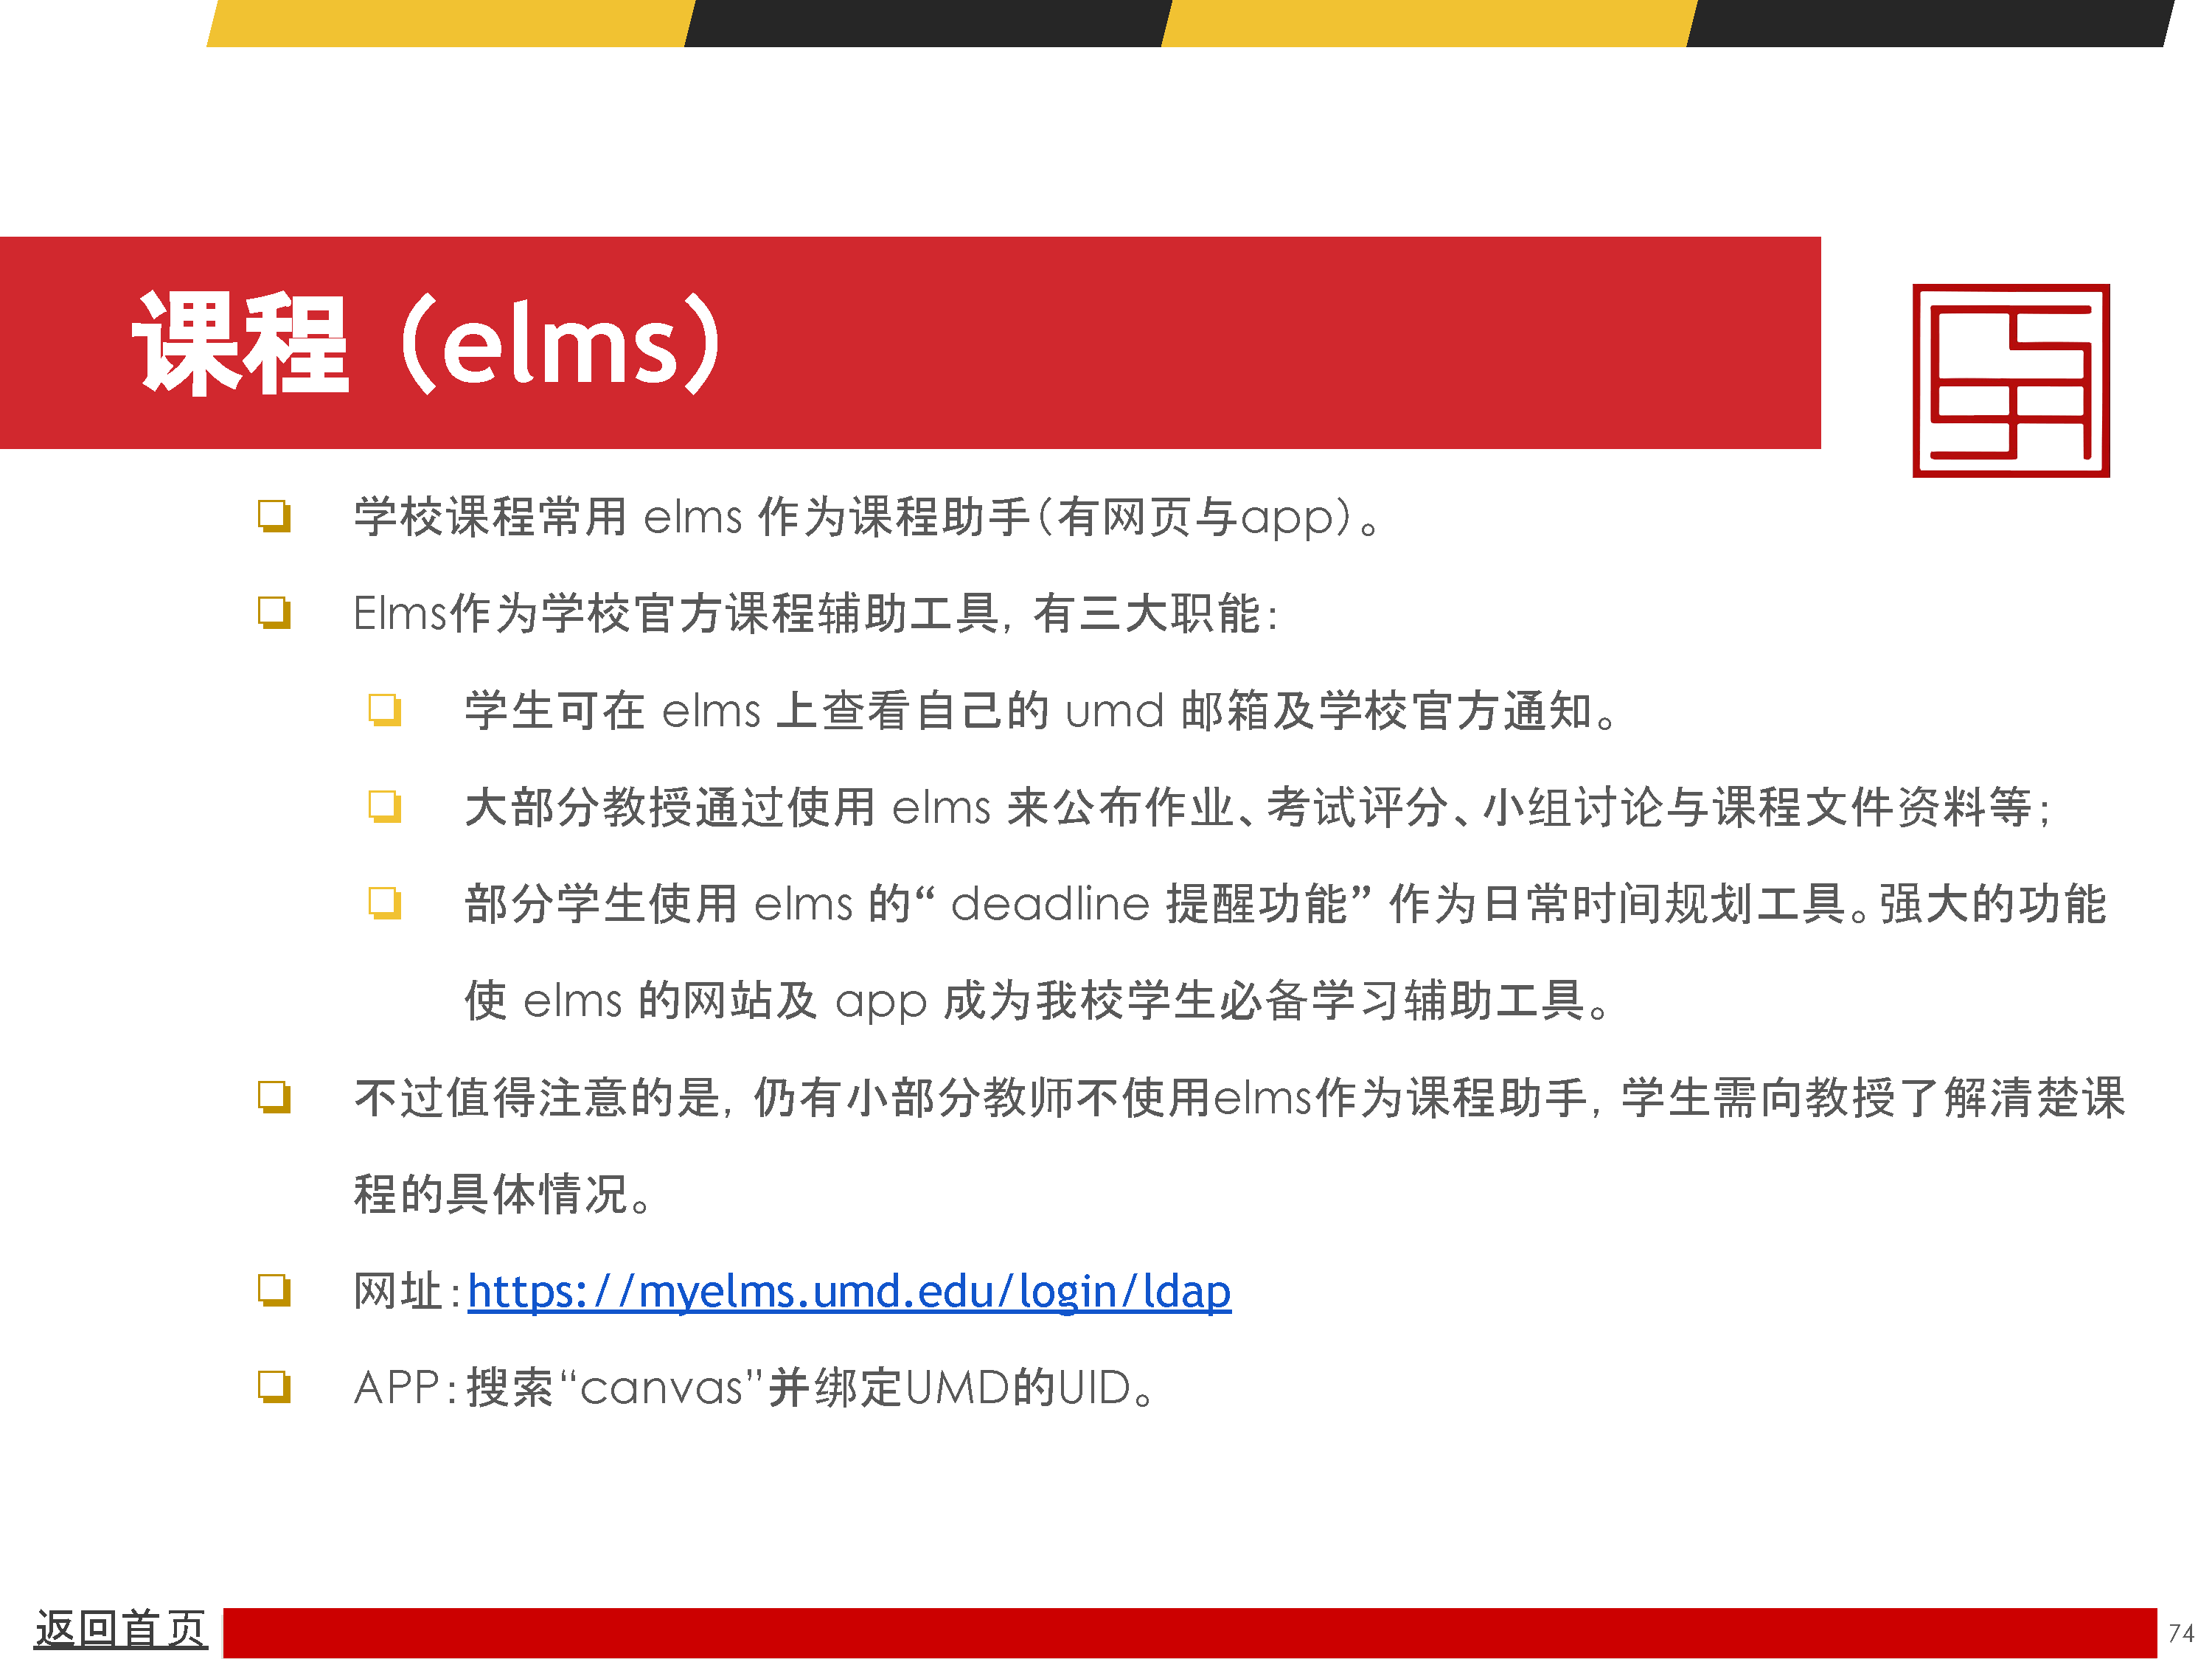 课程（elms）
学校课程常用 elms 作为课程助手（有网页与app）。
Elms作为学校官方课程辅助工具，有三大职能：
学生可在 elms 上查看自己的 umd 邮箱及学校官方通知。
大部分教授通过使用 elms 来公布作业、考试评分、小组讨论与课程文件资料等；
部分学生使用 elms 的“ deadline 提醒功能” 作为日常时间规划工具。强大的功能
使 elms 的网站及 app 成为我校学生必备学习辅助工具。
不过值得注意的是，仍有小部分教师不使用elms作为课程助手，学生需向教授了解清楚课
程的具体情况。
网址：https://myelms.umd.edu/login/ldap
APP：搜索“canvas”并绑定UMD的UID。
返回首页
74